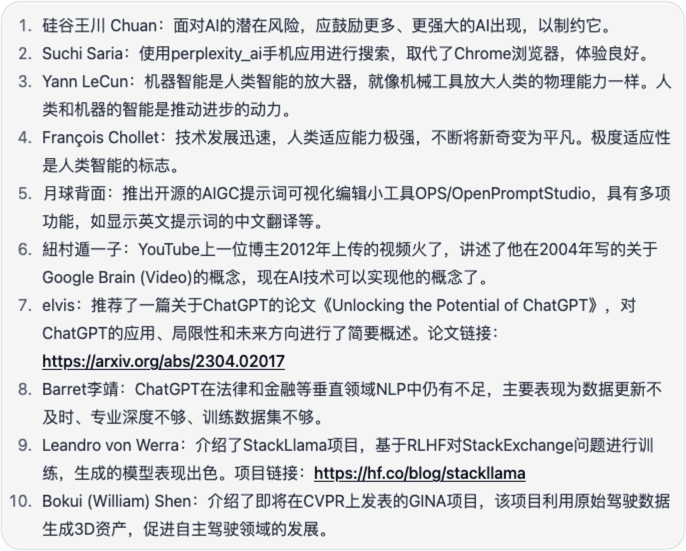 1. 硅谷王川 Chuan：面对AI的潜在风险，应鼓励更多、更强大的AI出现，以制约它。
2. Suchi Saria：使用perplexity_ai手机应用进行搜索，取代了Chrome浏览器，体验良好。
3. Yann LeCun：机器智能是人类智能的放大器，就像机械工具放大人类的物理能力一样。人
类和机器的智能是推动进步的动力。
4. François Chollet：技术发展迅速，人类适应能力极强，不断将新奇变为平凡。极度适应性
是人类智能的标志。
5. 月球背面：推出开源的AIGC提示词可视化编辑小工具OPS/OpenPromptStudio，具有多项
功能，如显示英文提示词的中文翻译等。
6. 紐村遁一子：YouTube上一位博主2012年上传的视频火了，讲述了他在2004年写的关于
Google Brain (Video)的概念，现在AI技术可以实现他的概念了。
7. elvis：推荐了一篇关于ChatGPT的论文《Unlocking the Potential of ChatGPT》，对
ChatGPT的应用、局限性和未来方向进行了简要概述。论文链接：
https://arxiv.org/abs/2304.02017
8. Barret李靖：ChatGPT在法律和金融等垂直领域NLP中仍有不足，主要表现为数据更新不
及时、专业深度不够、训练数据集不够。
9. Leandro von Werra：介绍了StackLlama项目，基于RLHF对StackExchange问题进行训
练，生成的模型表现出色。项目链接：https://hf.co/blog/stackllama
10. Bokui (William) Shen：介绍了即将在CVPR上发表的GINA项目，该项目利用原始驾驶数据
生成3D资产，促进自主驾驶领域的发展。